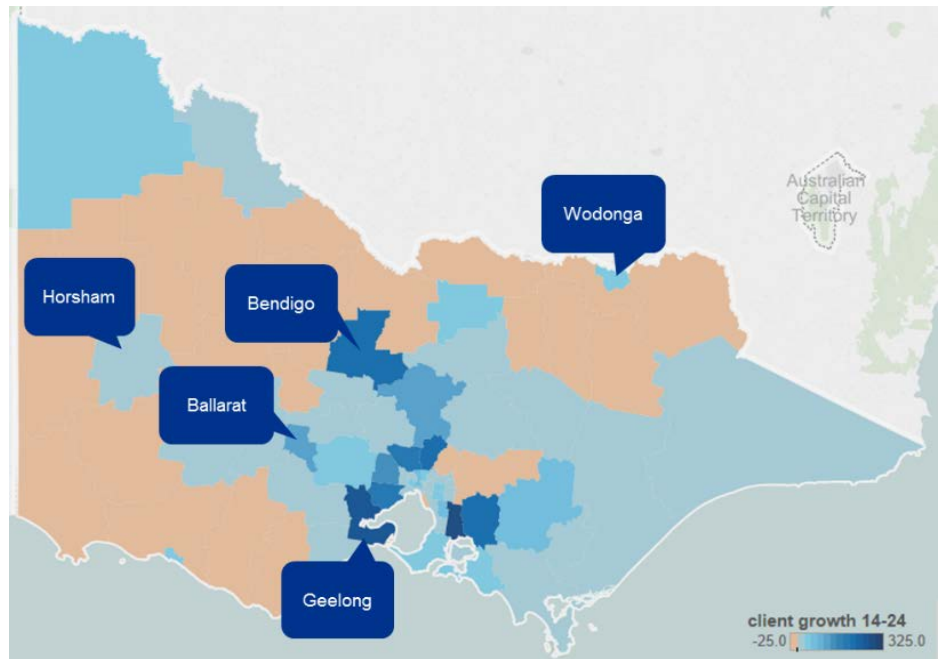 Australian
Capital
Territory
Wodonga
Horsham
Bendigo
Ballarat
Geelong
client growth 14-24
-25.0 325.0